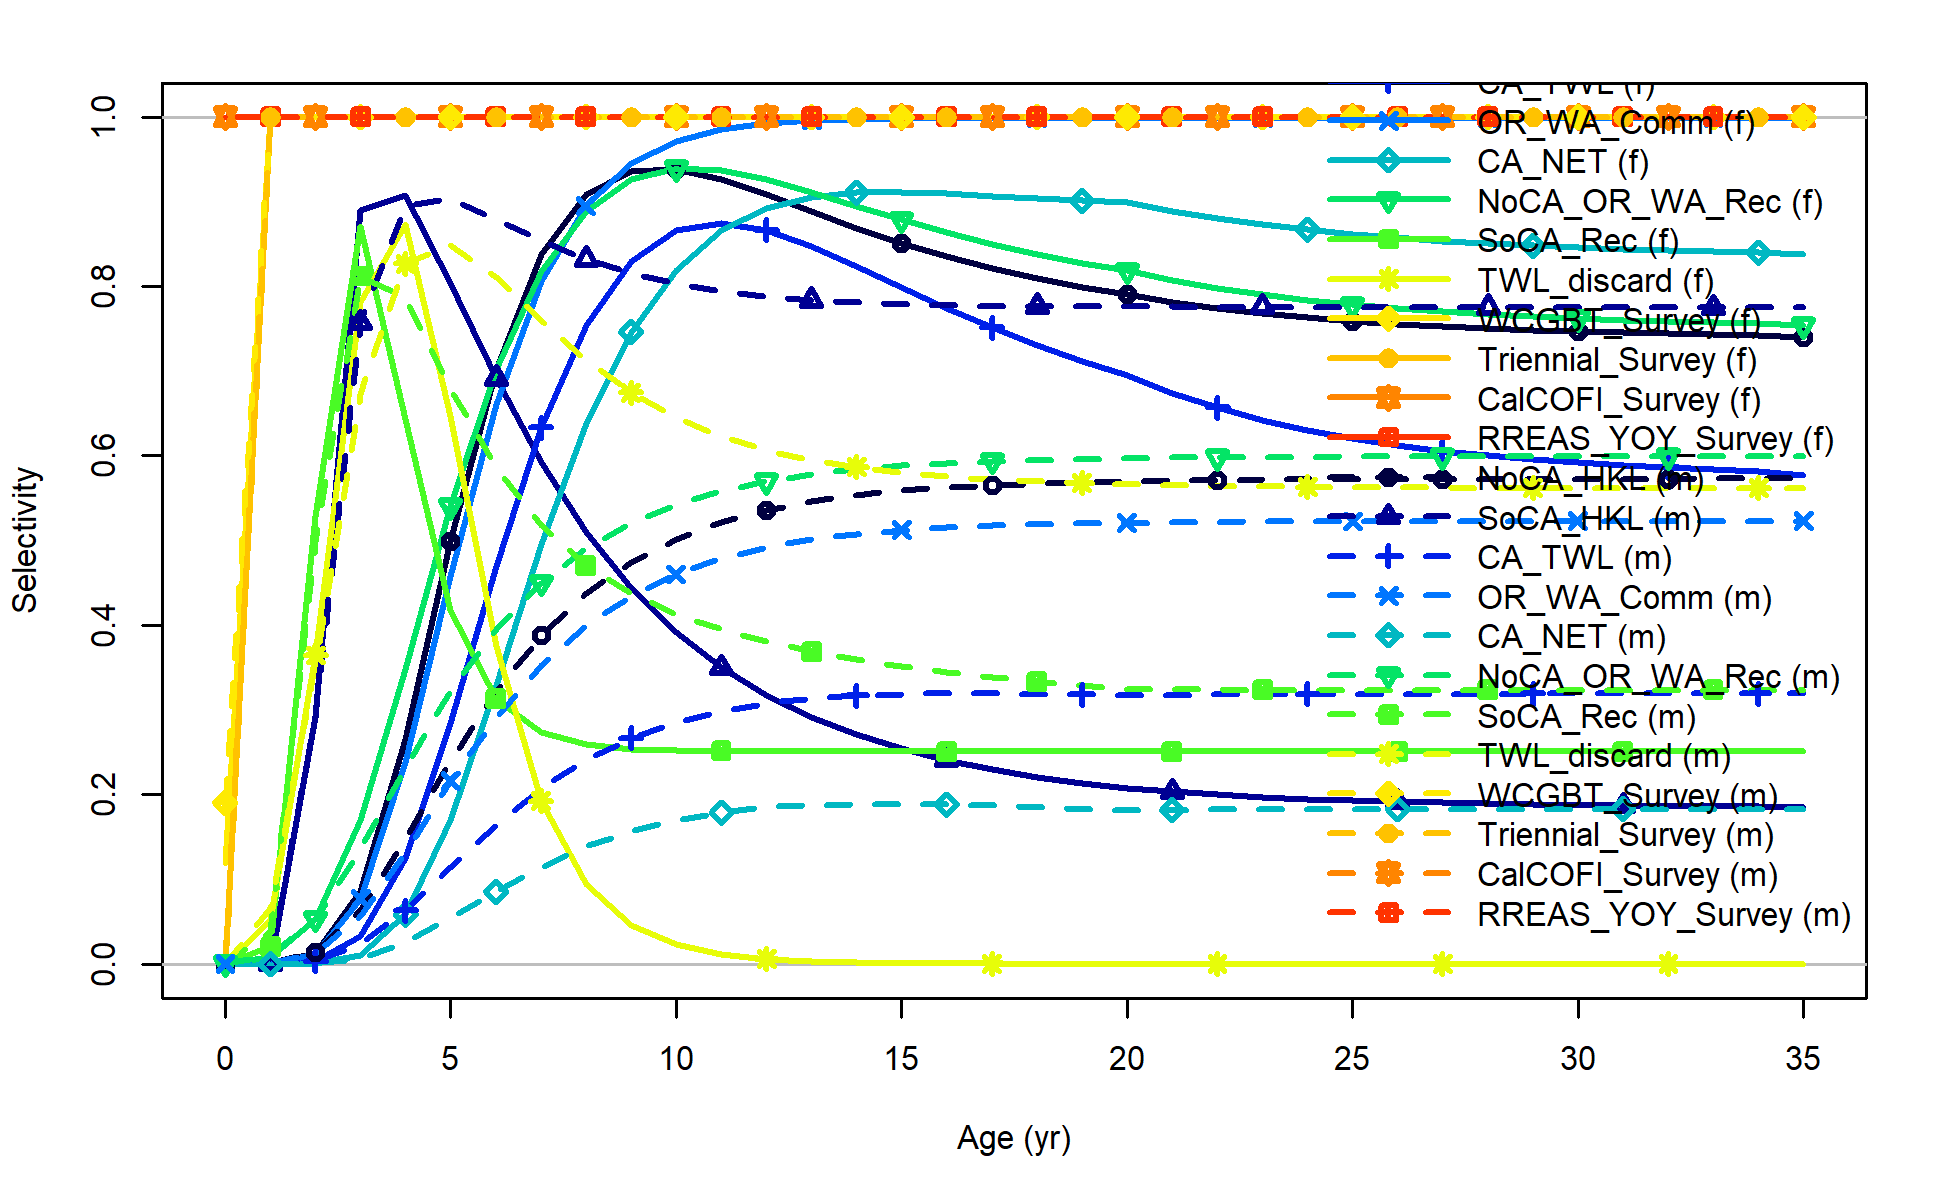 Selectivity
1.0
0.8
0.6
0.4
0.2
0.0
0
5
10
15
20
25
30
35
Age (yr)
CA_TWL (f)
OR_WA_Comm (f)
CA_NET (f)
NoCA_OR_WA_Rec (f)
SoCA_Rec (f)
TWL_discard (f)
WCGBT_Survey (f)
Triennial_Survey (f)
CalCOFI_Survey (f)
RREAS_YOY_Survey (f)
NoCA_HKL (m)
SoCA_HKL (m)
CA_TWL (m)
OR_WA_Comm (m)
CA_NET (m)
NoCA_OR_WA_Rec (m)
SoCA_Rec (m)
TWL_discard (m)
WCGBT_Survey (m)
Triennial_Survey (m)
CalCOFI_Survey (m)
RREAS_YOY_Survey (m)